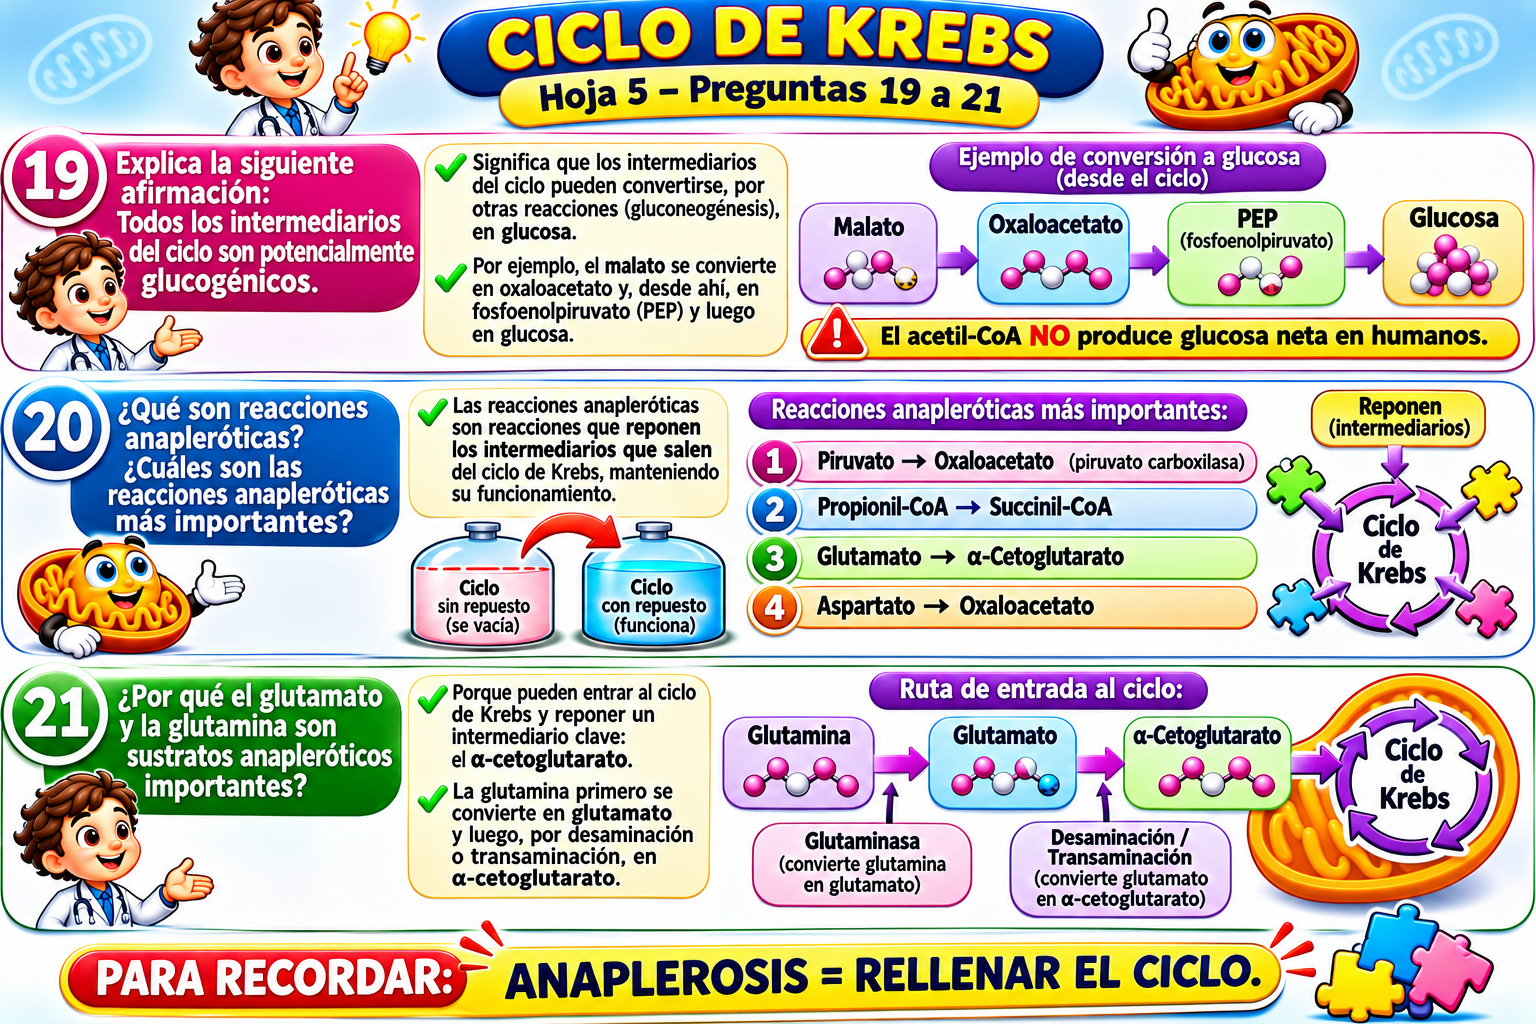 CICLO DE KREBS
Hoja 5 – Preguntas 19 a 21
19
Explica la siguiente
afirmación:
Todos los intermediarios
del ciclo son potencialmente
glucogénicos.
Significa que los intermediarios
del ciclo pueden convertirse, por
otras reacciones (gluconeogénesis),
en glucosa.
Por ejemplo, el malato se convierte
en oxaloacetato y, desde ahí, en
fosfoenolpiruvato (PEP) y luego
en glucosa.
Ejemplo de conversión a glucosa
(desde el ciclo)
Malato
Oxaloacetato
PEP
(fosfoenolpiruvato)
Glucosa
!
El acetil-CoA NO produce glucosa neta en humanos.
20
¿Qué son reacciones
anapleróticas?
¿Cuáles son las
reacciones anapleróticas
más importantes?
Las reacciones anapleróticas
son reacciones que reponen
los intermediarios que salen
del ciclo de Krebs, manteniendo
su funcionamiento.
Ciclo
sin repuesto
(se vacía)
Ciclo
con repuesto
(funciona)
Reacciones anapleróticas más importantes:
1 Piruvato → Oxaloacetato (piruvato carboxilasa)
2 Propionil-CoA → Succinil-CoA
3 Glutamato → α-Cetoglutarato
4 Aspartato → Oxaloacetato
Reponen
(intermediarios)
Ciclo
de
Krebs
21
¿Por qué el glutamato
y la glutamina son
sustratos anapleróticos
importantes?
Porque pueden entrar al ciclo
de Krebs y reponer un
intermediario clave:
el α-cetoglutarato.
La glutamina primero se
convierte en glutamato
y luego, por desaminación
o transaminación, en
α-cetoglutarato.
Ruta de entrada al ciclo:
Glutamina
Glutamato
α-Cetoglutarato
Ciclo
de
Krebs
Glutaminasa
(convierte glutamina
en glutamato)
Desaminación /
Transaminación
(convierte glutamato
en α-cetoglutarato)
PARA RECORDAR: ANAPLEROSIS = RELLENAR EL CICLO.